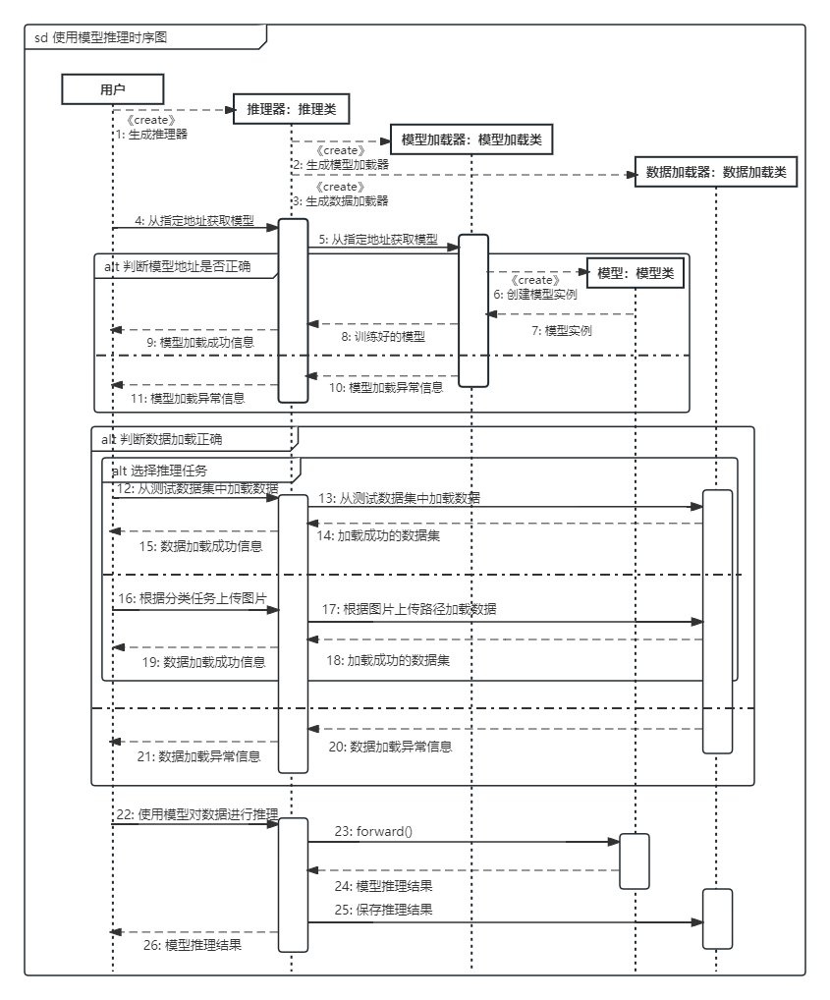 sd 使用模型推理时序图
用户
推理器：推理类
《create》
1: 生成推理器
模型加载器：模型加载类
《create》
2: 生成模型加载器
数据加载器：数据加载类
《create》
3: 生成数据加载器
4: 从指定地址获取模型
5: 从指定地址获取模型
alt 判断模型地址是否正确
模型：模型类
《create》
6: 创建模型实例
7: 模型实例
8: 训练好的模型
9: 模型加载成功信息
10: 模型加载异常信息
11: 模型加载异常信息
alt 判断数据加载正确
alt 选择推理任务
12: 从测试数据集中加载数据
13: 从测试数据集中加载数据
14: 加载成功的数据集
15: 数据加载成功信息
16: 根据分类任务上传图片
17: 根据图片上传路径加载数据
18: 加载成功的数据集
19: 数据加载成功信息
20: 数据加载异常信息
21: 数据加载异常信息
22: 使用模型对数据进行推理
23: forward()
24: 模型推理结果
25: 保存推理结果
26: 模型推理结果